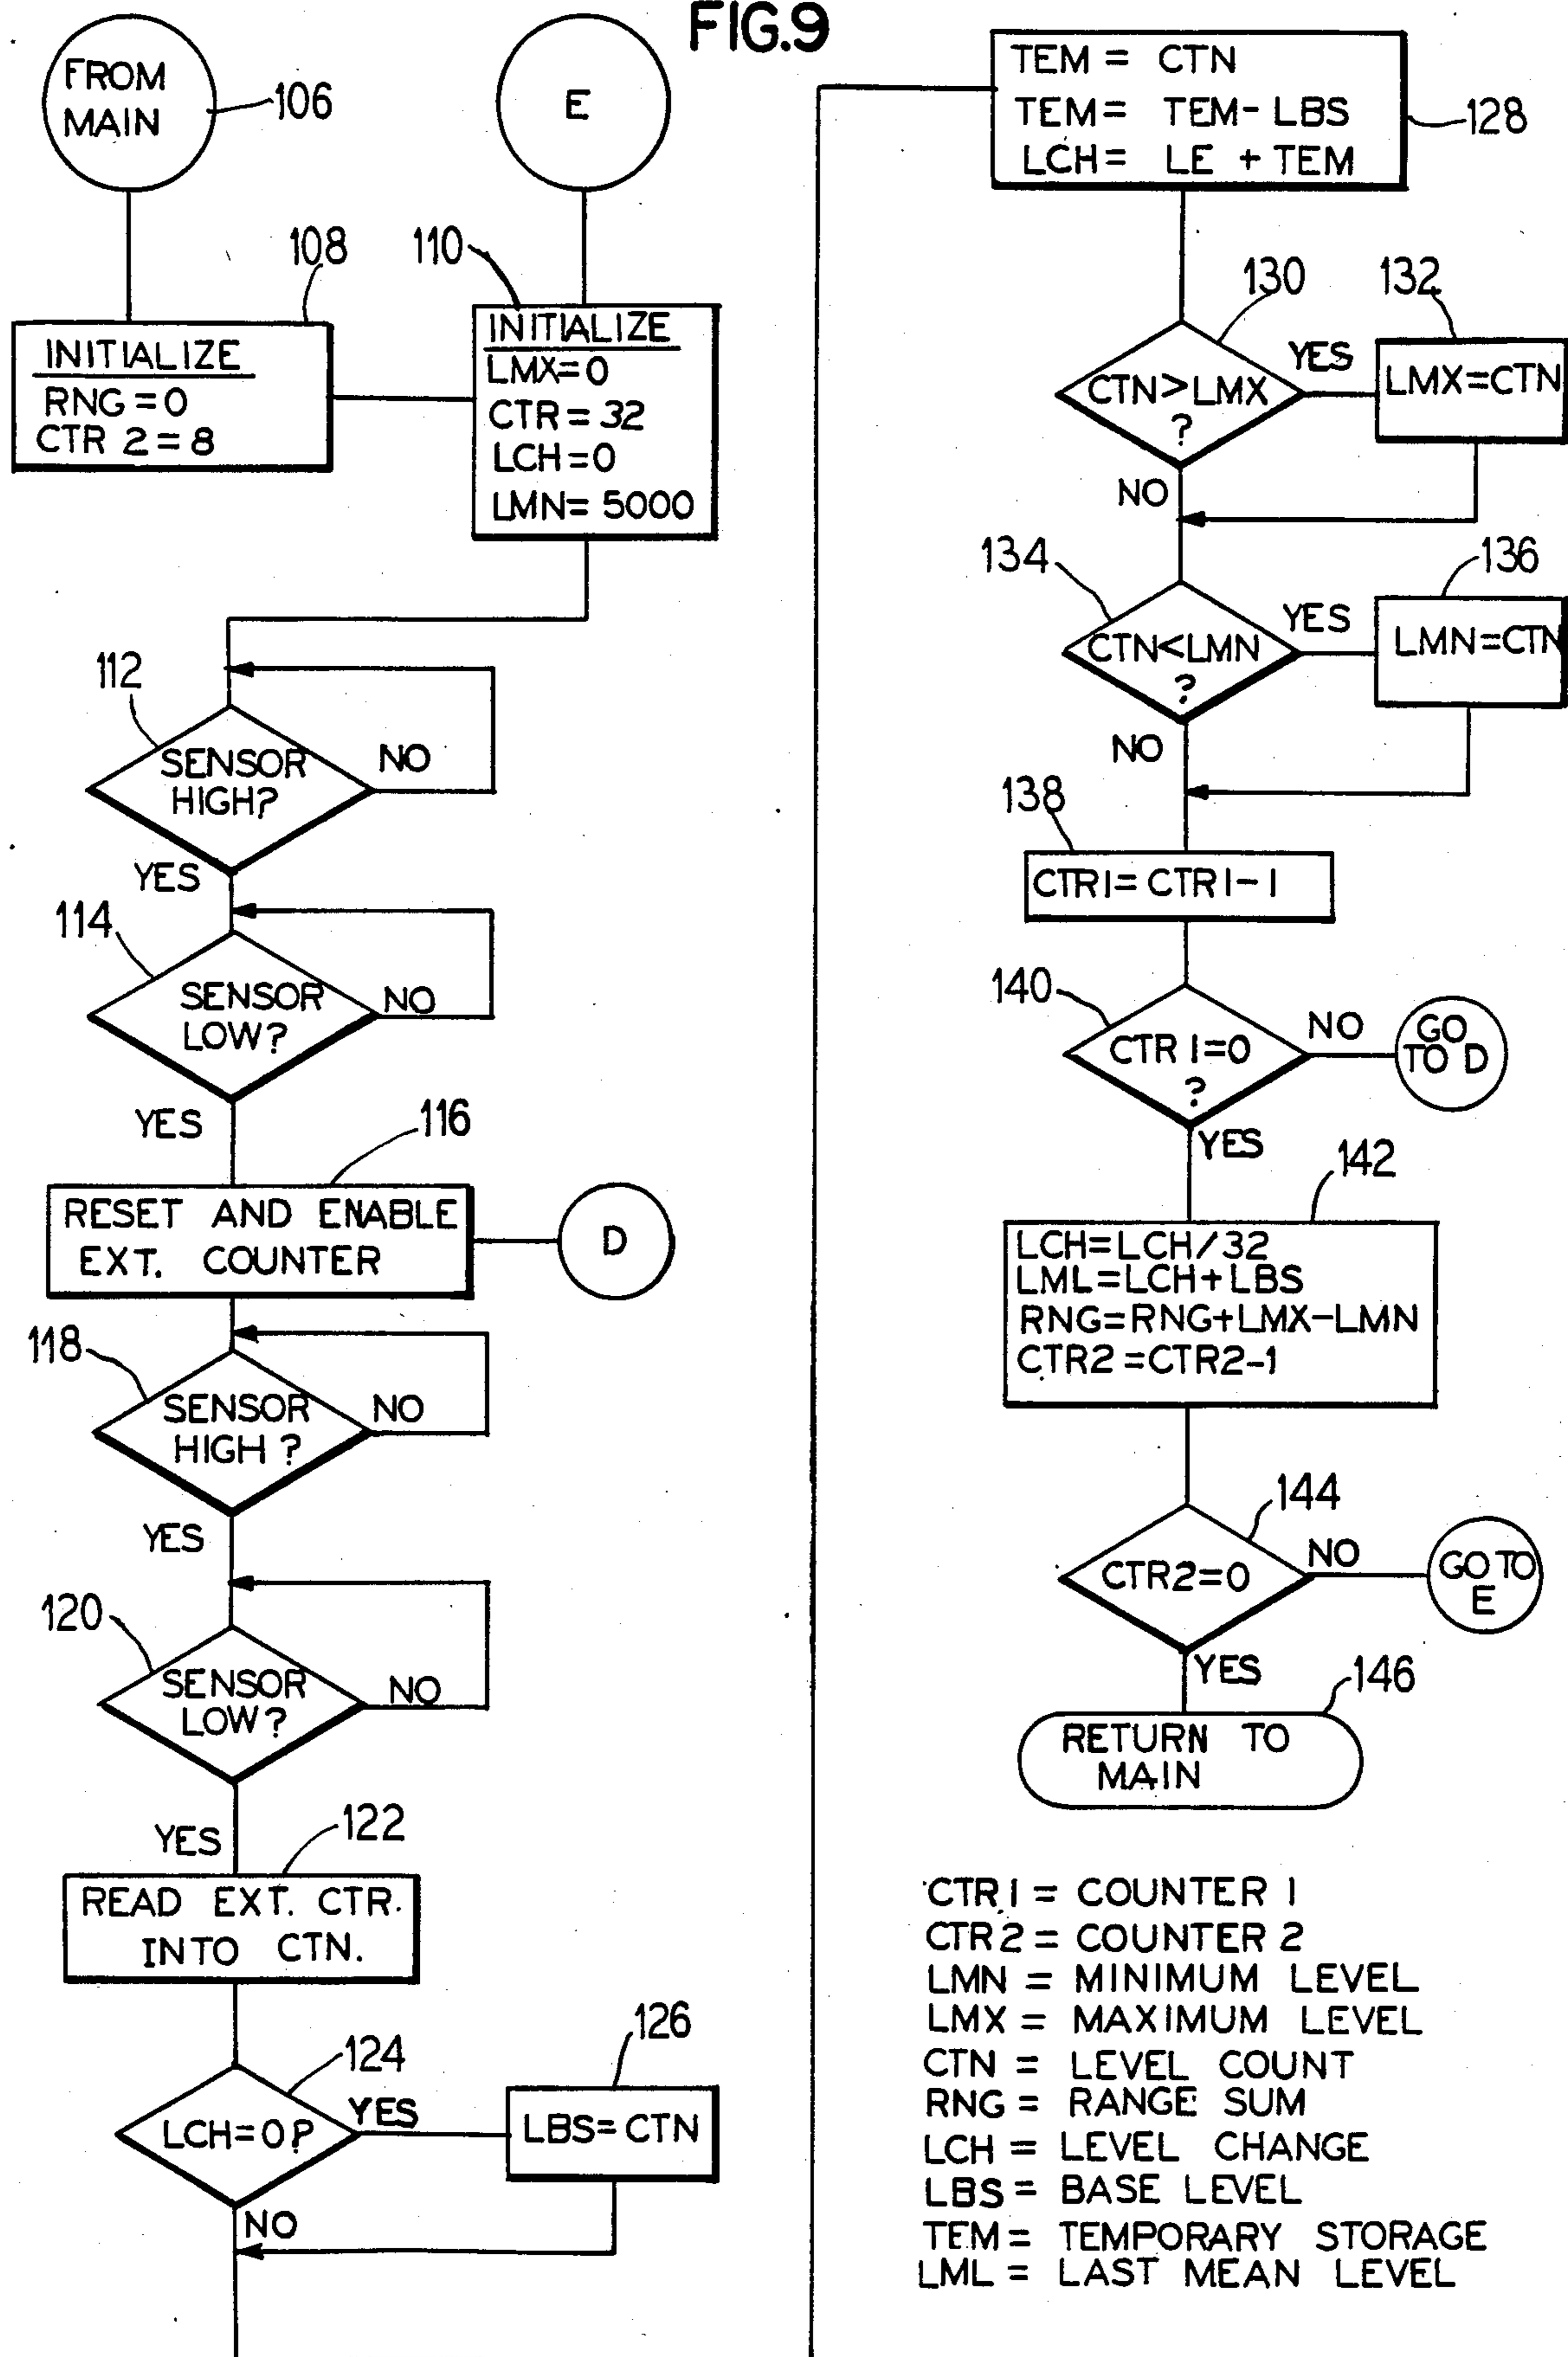 FIG.9
FROM
MAIN
106
E
108
INITIALIZE
RNG=0
CTR 2=8
110
INITIALIZE
LMX=0
CTR=32
LCH=0
LMN=5000
112
SENSOR
HIGH?
NO
YES
114
SENSOR
LOW?
NO
YES
116
RESET AND ENABLE
EXT. COUNTER
D
118
SENSOR
HIGH?
NO
YES
120
SENSOR
LOW?
NO
YES
122
READ EXT. CTR.
INTO CTN.
124
LCH=0?
YES
NO
126
LBS=CTN
TEM = CTN
TEM = TEM-LBS
LCH = LE + TEM
128
130
CTN>LMX
?
YES
NO
132
LMX=CTN
134
CTN<LMN
?
YES
NO
136
LMN=CTN
138
CTR1=CTR1-1
140
CTR1=0
?
NO
GO
TO D
YES
142
LCH=LCH/32
LML=LCH+LBS
RNG=RNG+LMX-LMN
CTR2=CTR2-1
144
CTR2=0
NO
GO TO
E
YES
146
RETURN TO
MAIN
CTR1 = COUNTER 1
CTR2 = COUNTER 2
LMN = MINIMUM LEVEL
LMX = MAXIMUM LEVEL
CTN = LEVEL COUNT
RNG = RANGE SUM
LCH = LEVEL CHANGE
LBS = BASE LEVEL
TEM = TEMPORARY STORAGE
LML = LAST MEAN LEVEL